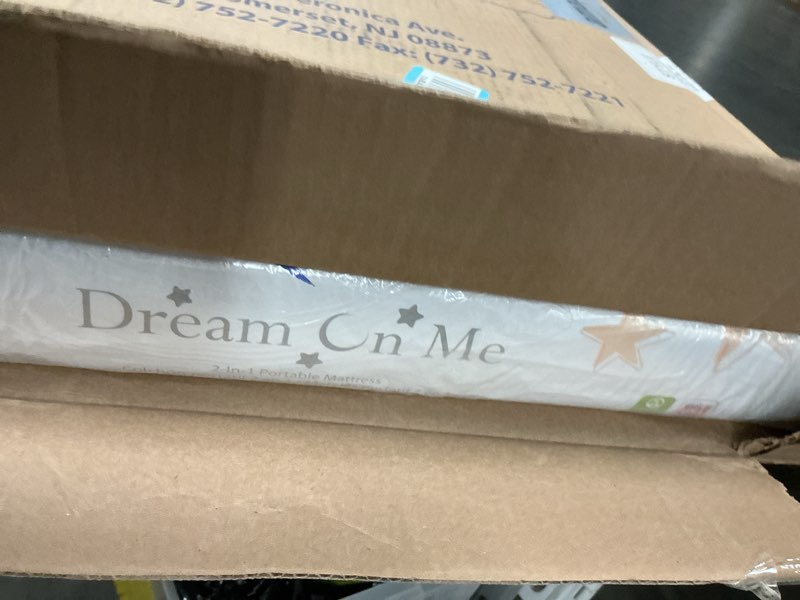 eronica Ave.
omerset, NJ 08873
2) 752-7220 Fax: (732) 752-7221
Dream On Me
2-In-1 Portable Mattress